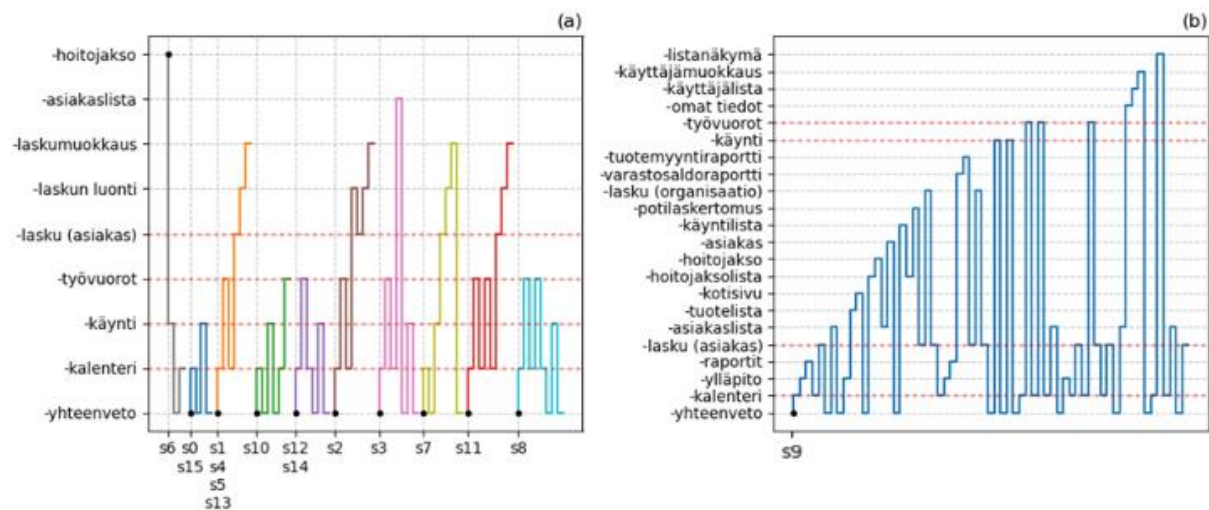 (a)
-hoitojakso
-asiakaslista
-laskumuokkaus
-laskun luonti
-lasku (asiakas)
-työvuorot
-käynti
-kalenteri
-yhteenveto
s6 s0 s1 s10 s12 s2 s3 s7 s11 s8
s15 s4 s14
s5
s13
(b)
-listanäkymä
-käyttäjämuokkaus
-käyttäjälista
-omat tiedot
-työvuorot
-käynti
-tuotemyyntiraportti
-varastosaldoraportti
-lasku (organisaatio)
-potilaskertomus
-käyntilista
-asiakas
-hoitojakso
-hoitojaksolista
-kotisivu
-tuotelista
-asiakaslista
-lasku (asiakas)
-raportit
-ylläpito
-kalenteri
-yhteenveto
s9